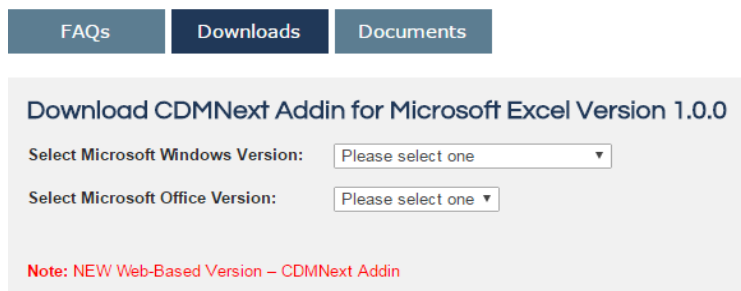 FAQs Downloads Documents
Download CDMNext Addin for Microsoft Excel Version 1.0.0
Select Microsoft Windows Version: Please select one
Select Microsoft Office Version: Please select one
Note: NEW Web-Based Version – CDMNext Addin